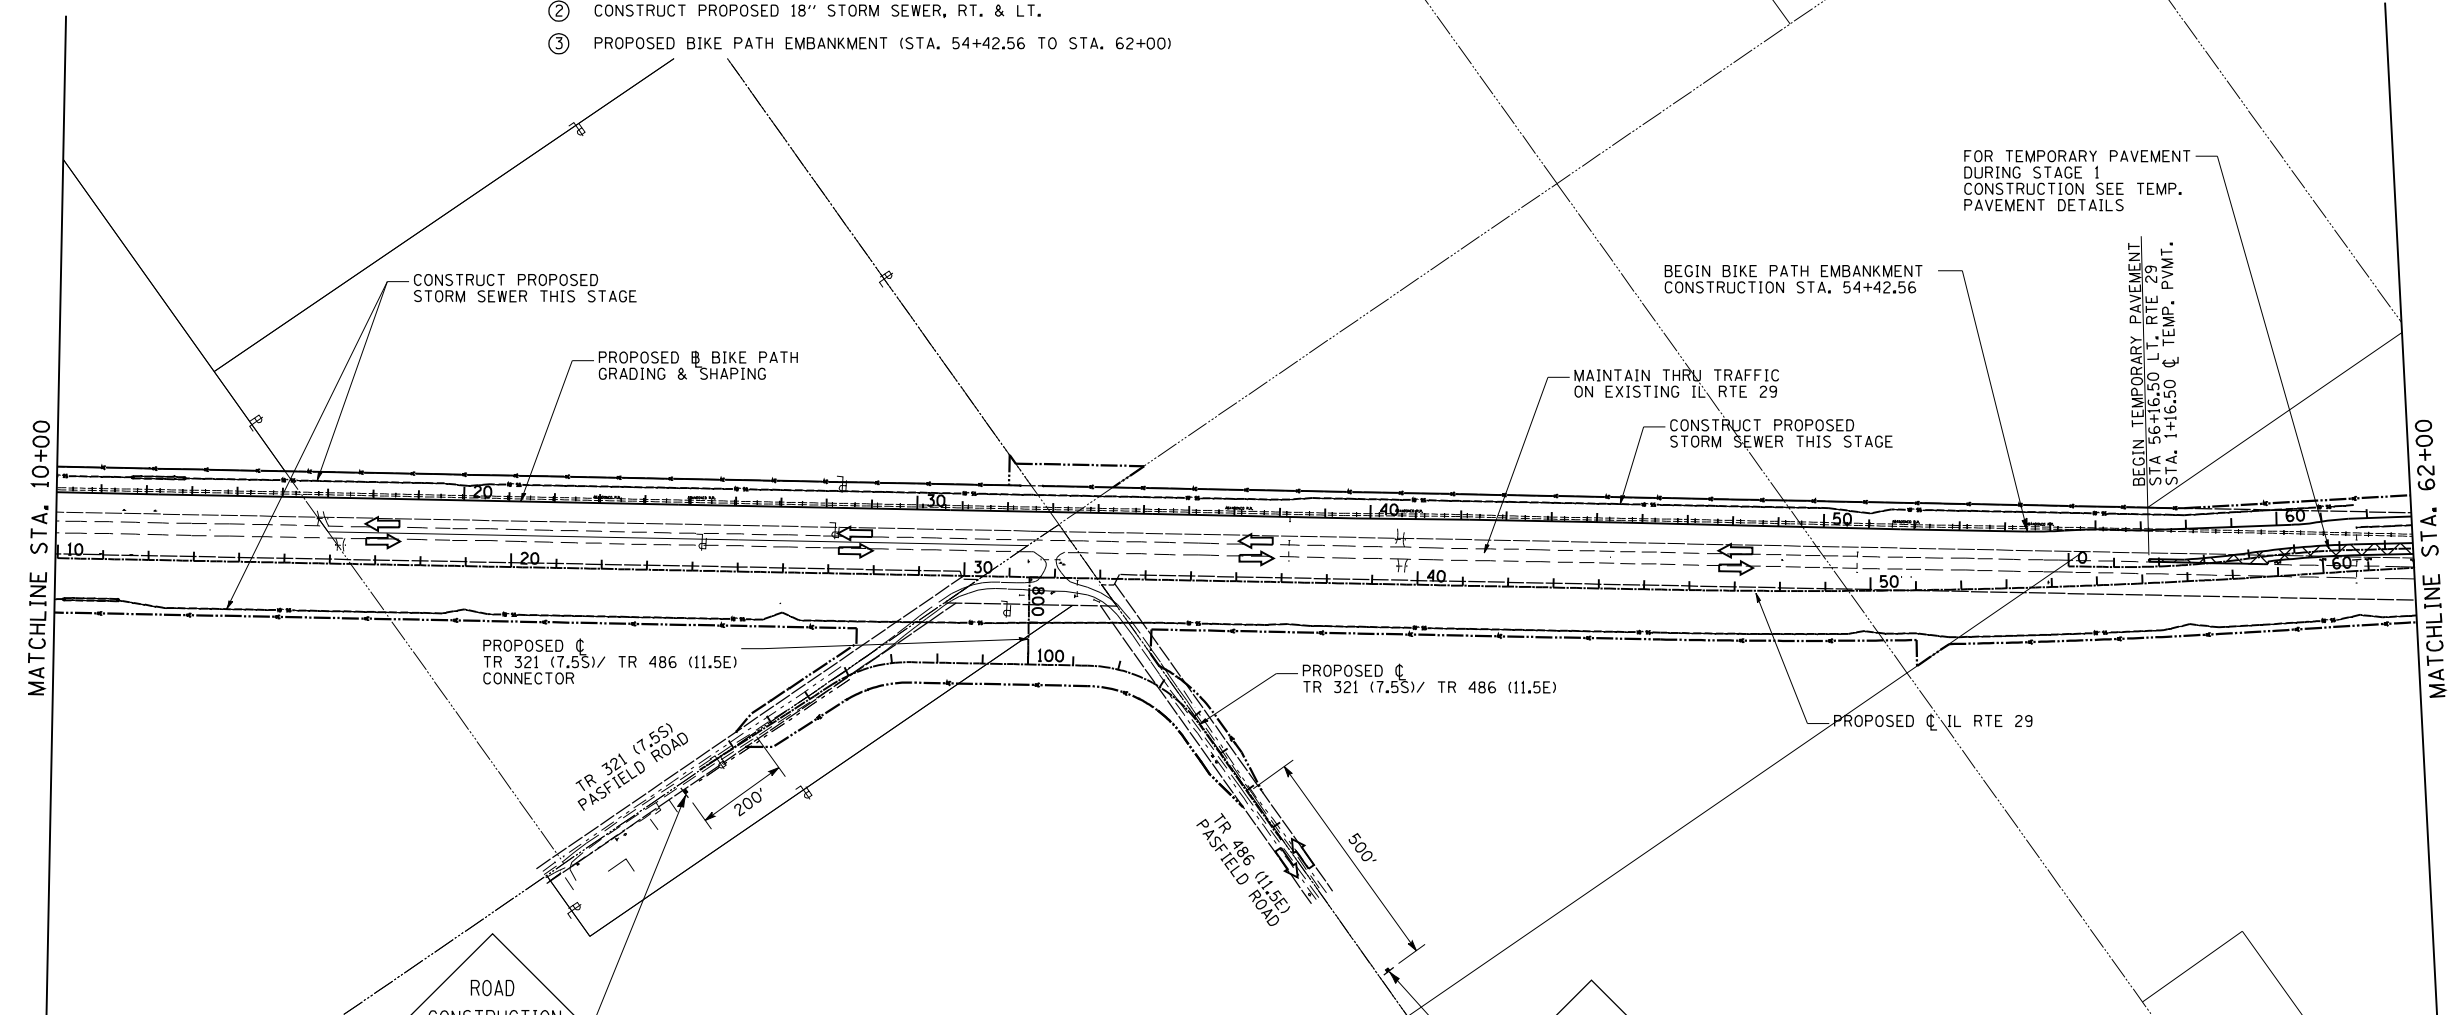 ② CONSTRUCT PROPOSED 18" STORM SEWER, RT. & LT.
③ PROPOSED BIKE PATH EMBANKMENT (STA. 54+42.56 TO STA. 62+00)
FOR TEMPORARY PAVEMENT
DURING STAGE 1
CONSTRUCTION SEE TEMP.
PAVEMENT DETAILS
CONSTRUCT PROPOSED
STORM SEWER THIS STAGE
BEGIN BIKE PATH EMBANKMENT
CONSTRUCTION STA. 54+42.56
BEGIN TEMPORARY PAVEMENT
STA 56+16.50 LT. RTE 29
STA. 1+16.50 ℄ TEMP. PVMT.
PROPOSED B BIKE PATH
GRADING & SHAPING
MAINTAIN THRU TRAFFIC
ON EXISTING IL RTE 29
CONSTRUCT PROPOSED
STORM SEWER THIS STAGE
MATCHLINE STA. 10+00
MATCHLINE STA. 62+00
20
30
40
50
60
10
20
30
40
50
0
60
800
100
PROPOSED ℄
TR 321 (7.5S)/ TR 486 (11.5E)
CONNECTOR
PROPOSED ℄
TR 321 (7.5S)/ TR 486 (11.5E)
PROPOSED ℄ IL RTE 29
TR 321 (7.5S)
PASFIELD ROAD
200'
TR 486 (11.5E)
PASFIELD ROAD
500'
ROAD
CONSTRUCTION